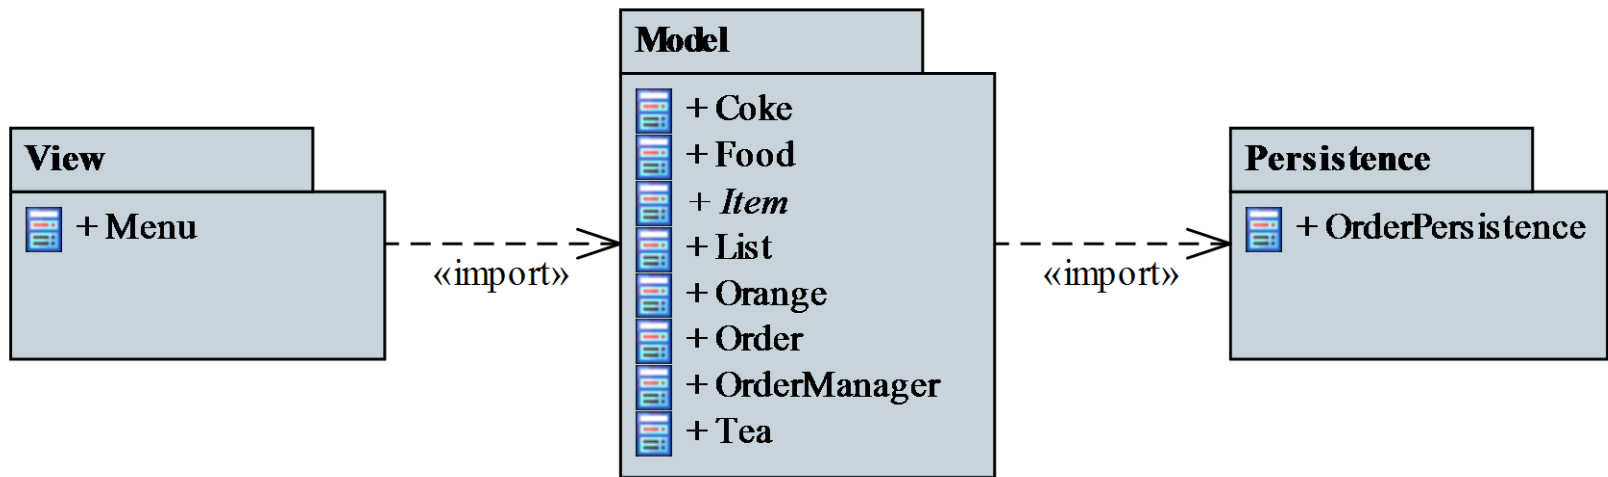 View
+ Menu
«import»
Model
+ Coke
+ Food
+ Item
+ List
+ Orange
+ Order
+ OrderManager
+ Tea
«import»
Persistence
+ OrderPersistence